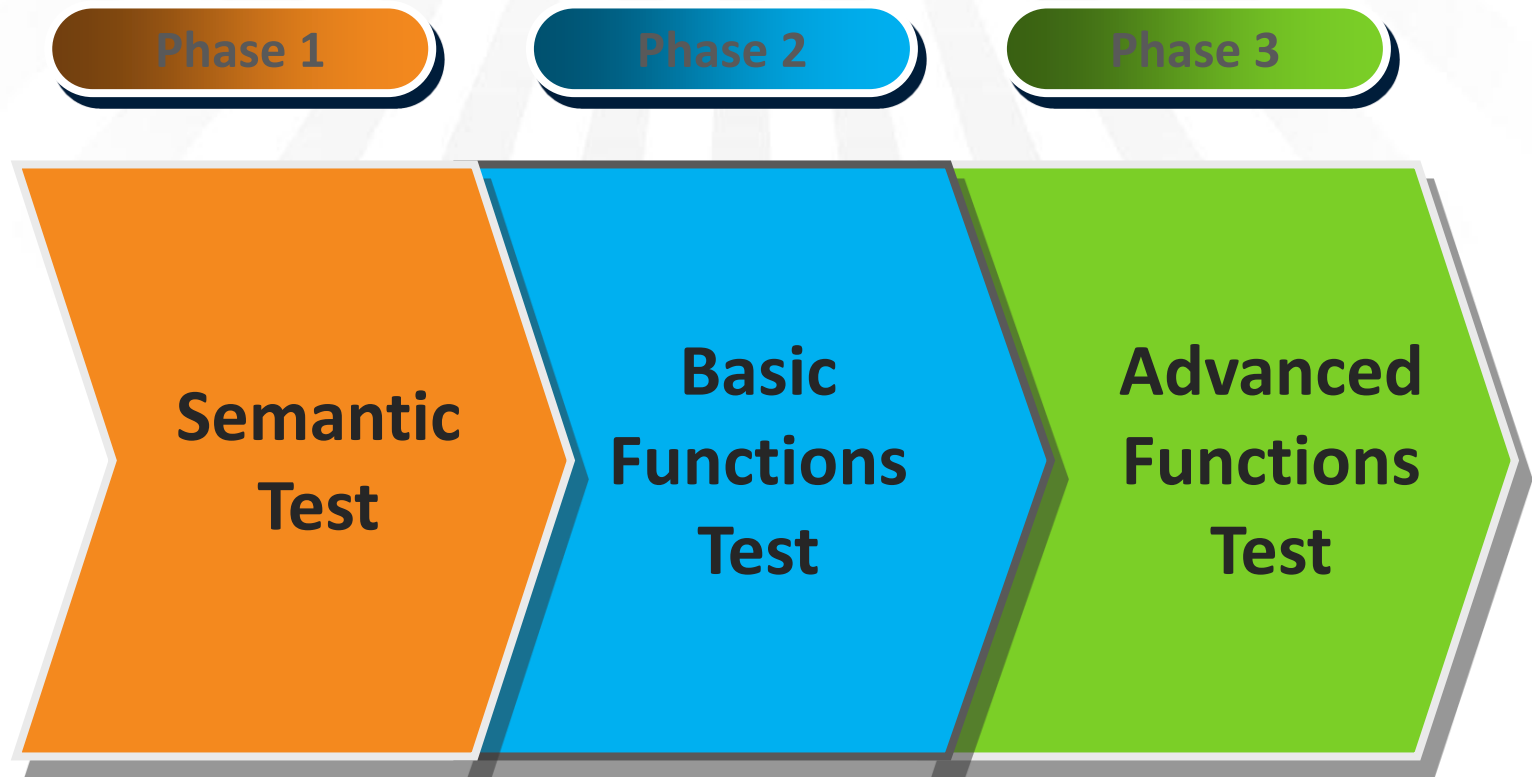 Phase 1
Phase 2
Phase 3
Semantic
Test
Basic
Functions
Test
Advanced
Functions
Test